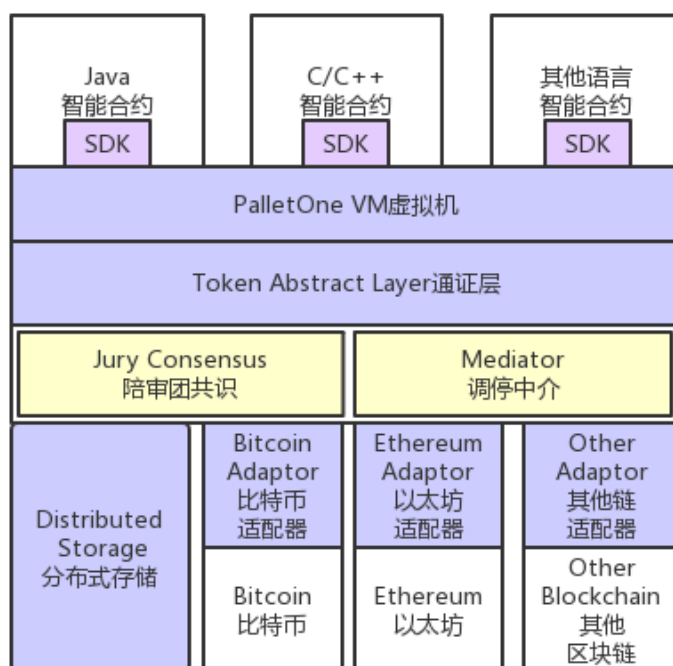 Java
智能合约
SDK
C/C++
智能合约
SDK
其他语言
智能合约
SDK
PalletOne VM虚拟机
Token Abstract Layer通证层
Jury Consensus
陪审团共识
Mediator
调停中介
Distributed
Storage
分布式存储
Bitcoin
Adaptor
比特币
适配器
Ethereum
Adaptor
以太坊
适配器
Other
Adaptor
其他链
适配器
Bitcoin
比特币
Ethereum
以太坊
Other
Blockchain
其他
区块链